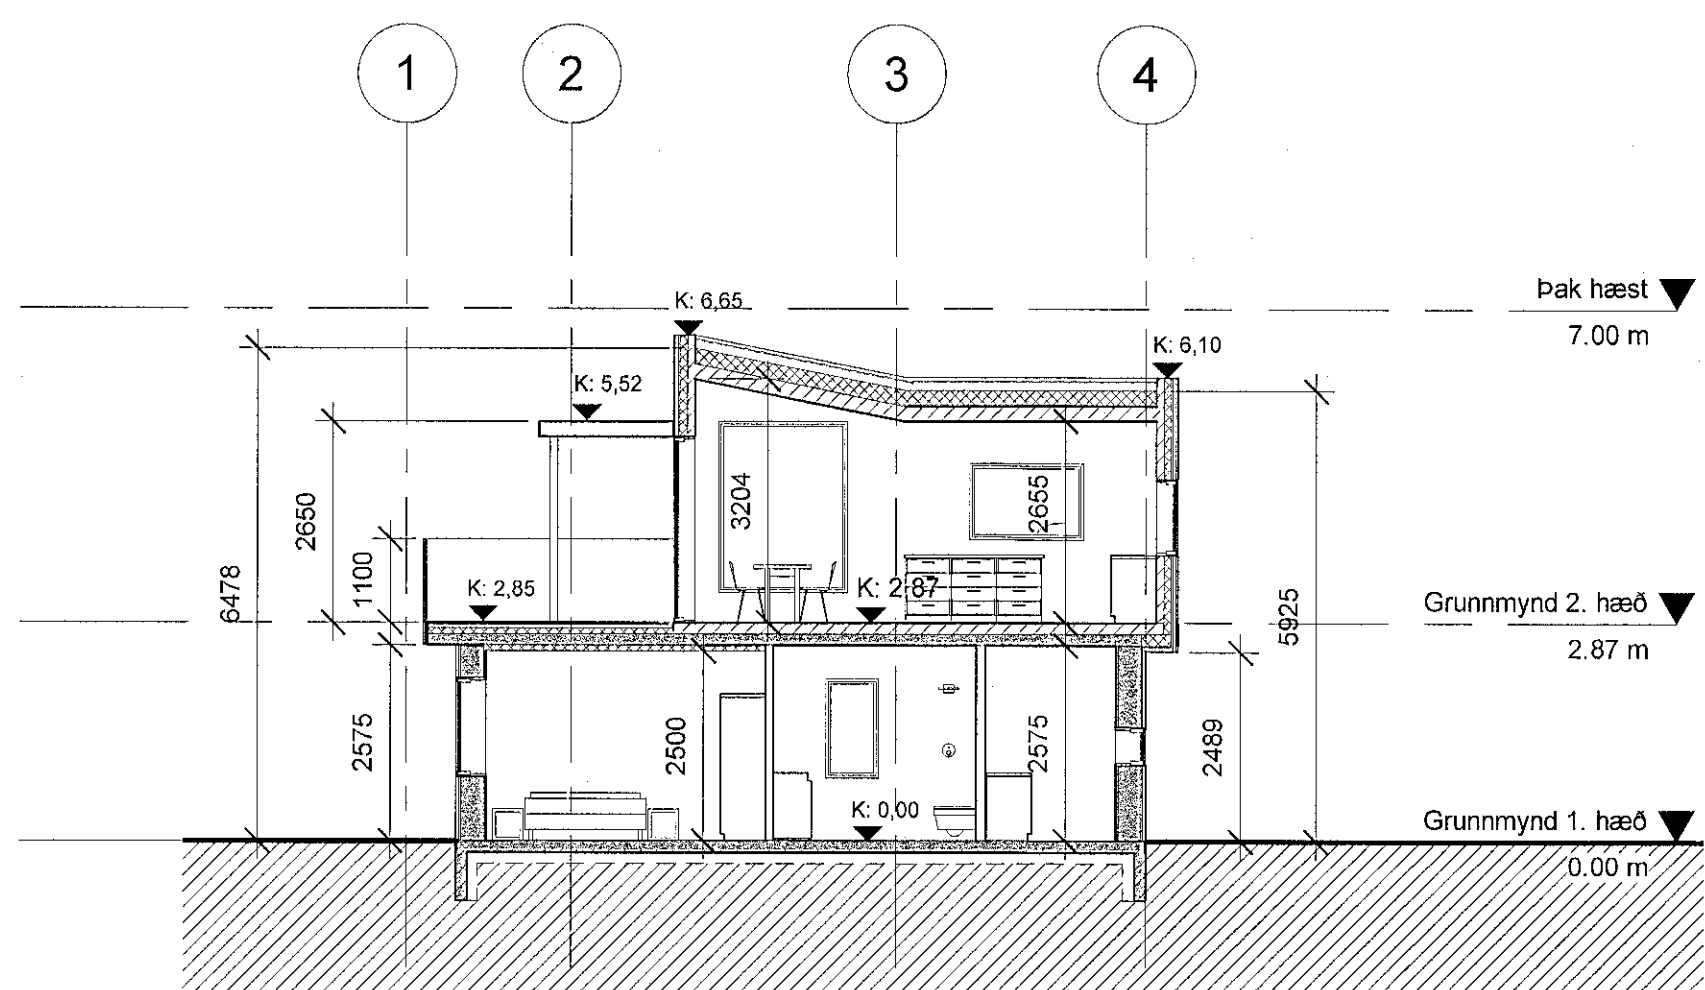 1 2 3 4
Þak hæst
7.00 m
K: 6,65
K: 6,10
K: 5,52
2650
3204
2655
6478
1100
K: 2,85
K: 2,87
5925
Grunnmynd 2. hæð
2.87 m
2575
2500
2575
2489
K: 0,00
Grunnmynd 1. hæð
0.00 m